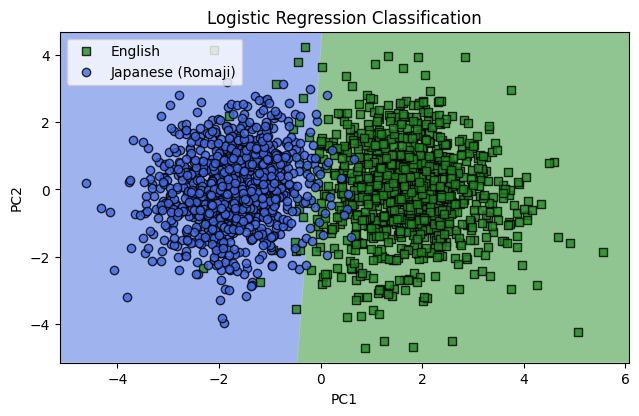 Logistic Regression Classification
English
Japanese (Romaji)
PC2
4
2
0
−2
−4
−4
−2
0
2
4
6
PC1